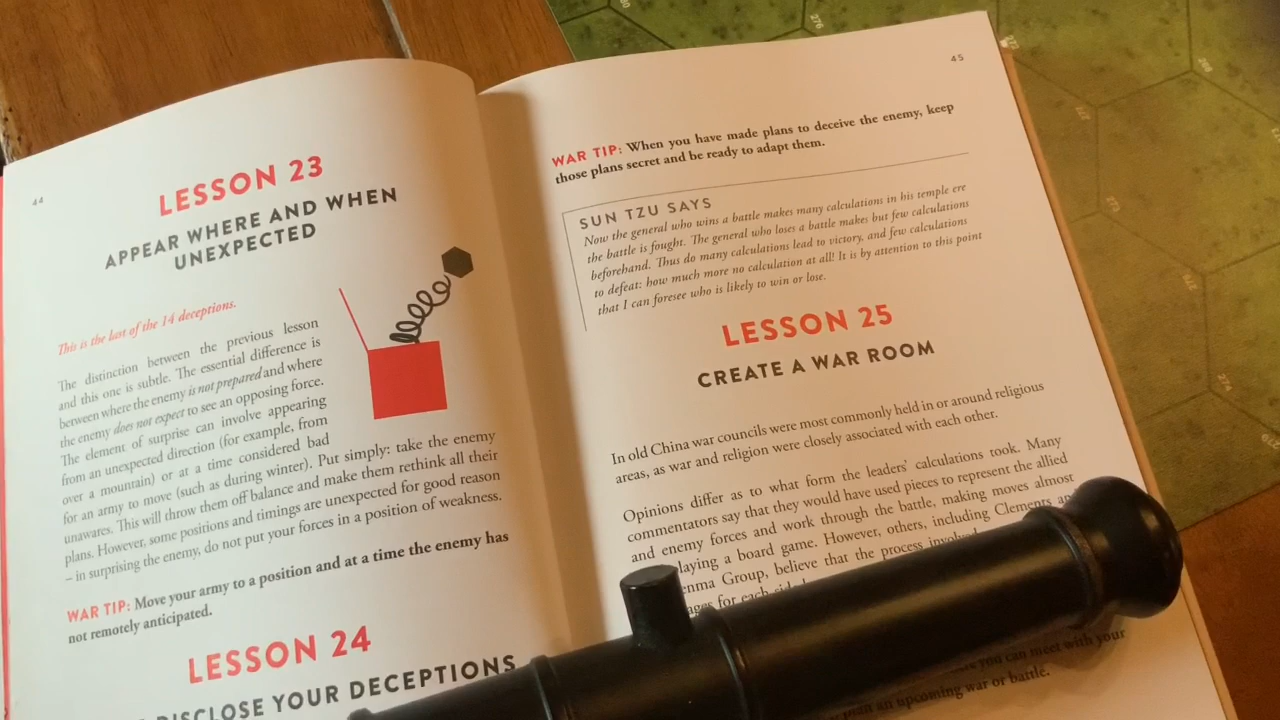 44
LESSON 23
APPEAR WHERE AND WHEN
UNEXPECTED
This is the last of the 14 deceptions.
The distinction between the previous lesson
and this one is subtle. The essential difference is
between where the enemy is not prepared and where
the enemy does not expect to see an opposing force.
The element of surprise can involve appearing
from an unexpected direction (for example, from
over a mountain) or at a time considered bad
for an army to move (such as during winter). Put simply: take the enemy
unawares. This will throw them off balance and make them rethink all their
plans. However, some positions and timings are unexpected for good reason
– in surprising the enemy, do not put your forces in a position of weakness.
WAR TIP: Move your army to a position and at a time the enemy has
not remotely anticipated.
LESSON 24
DISCLOSE YOUR DECEPTIONS
45
WAR TIP: When you have made plans to deceive the enemy, keep
those plans secret and be ready to adapt them.
SUN TZU SAYS
Now the general who wins a battle makes many calculations in his temple ere
the battle is fought. The general who loses a battle makes but few calculations
beforehand. Thus do many calculations lead to victory, and few calculations
to defeat: how much more no calculation at all! It is by attention to this point
that I can foresee who is likely to win or lose.
LESSON 25
CREATE A WAR ROOM
In old China war councils were most commonly held in or around religious
areas, as war and religion were closely associated with each other.
Opinions differ as to what form the leaders' calculations took. Many
commentators say that they would have used pieces to represent the allied
and enemy forces and work through the battle, making moves almost
laying a board game. However, others, including Clements
nma Group, believe that the process
ages for each
you can meet with your
plan an upcoming war or battle.
276